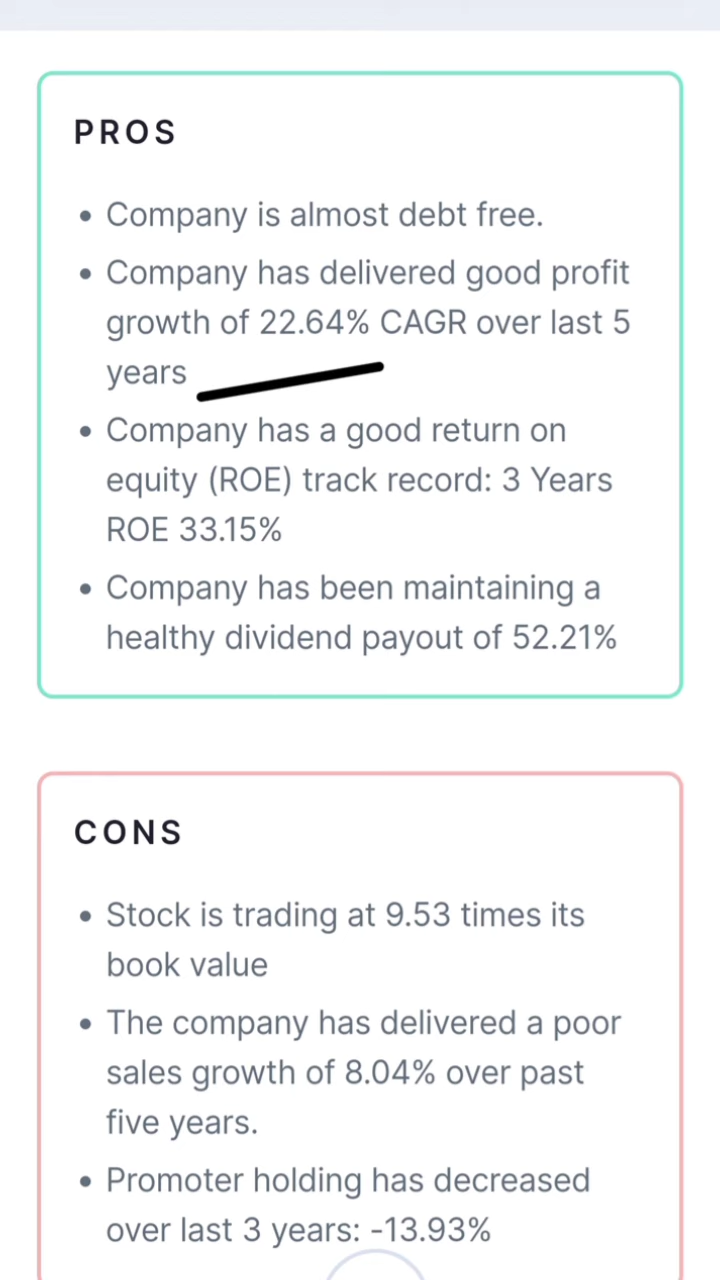 PROS
• Company is almost debt free.
• Company has delivered good profit
growth of 22.64% CAGR over last 5
years
• Company has a good return on
equity (ROE) track record: 3 Years
ROE 33.15%
• Company has been maintaining a
healthy dividend payout of 52.21%
CONS
• Stock is trading at 9.53 times its
book value
• The company has delivered a poor
sales growth of 8.04% over past
five years.
• Promoter holding has decreased
over last 3 years: -13.93%